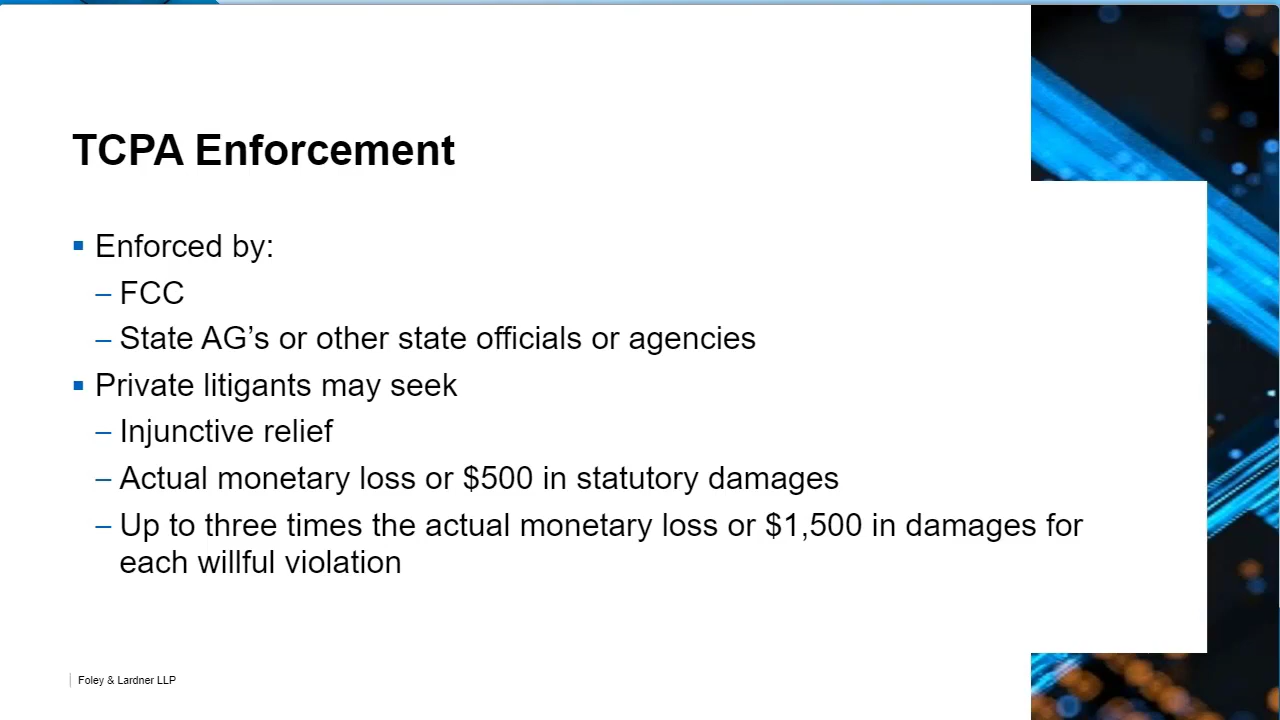 TCPA Enforcement
▪ Enforced by:
– FCC
– State AG’s or other state officials or agencies
▪ Private litigants may seek
– Injunctive relief
– Actual monetary loss or $500 in statutory damages
– Up to three times the actual monetary loss or $1,500 in damages for
each willful violation
Foley & Lardner LLP